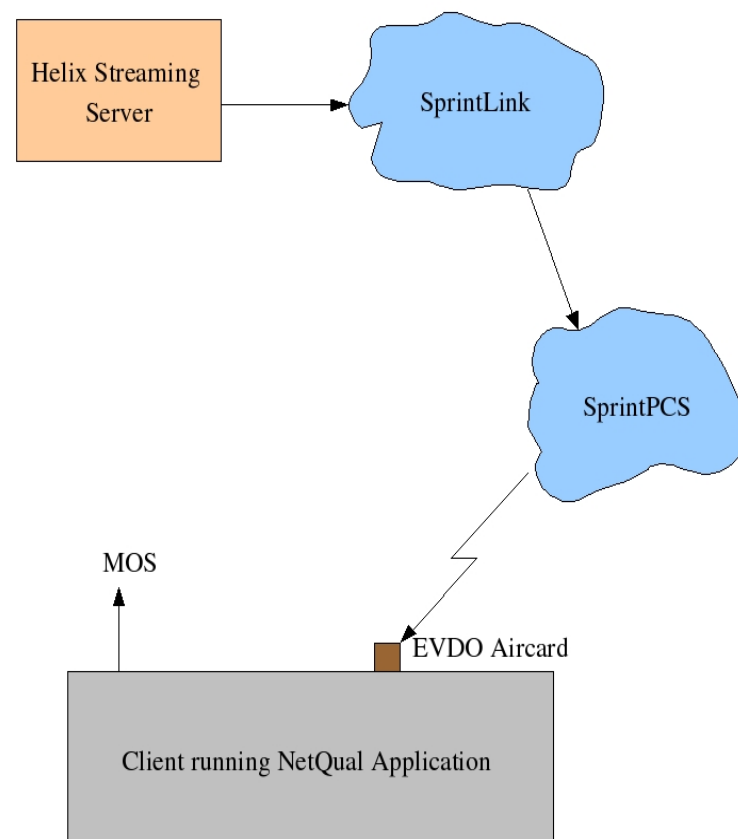 Helix Streaming
Server
SprintLink
SprintPCS
MOS
EVDO Aircard
Client running NetQual Application